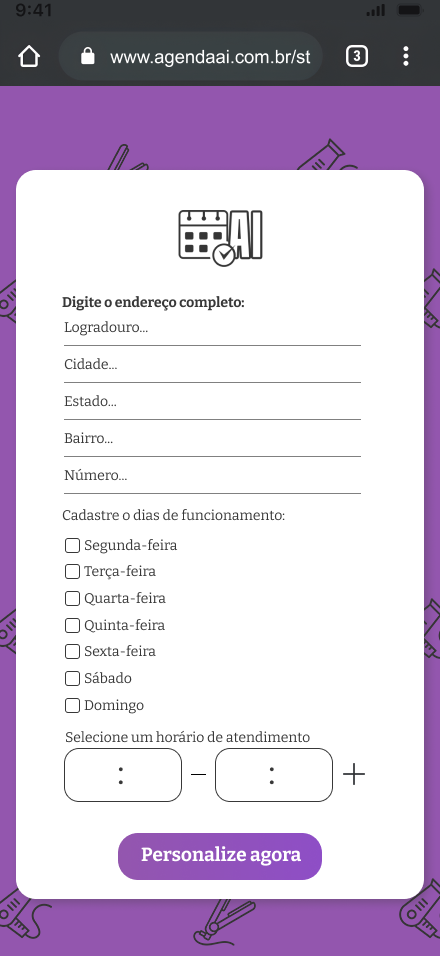 9:41
www.agendaai.com.br/st
3
AI
Digite o endereço completo:
Logradouro...
Cidade...
Estado...
Bairro...
Número...
Cadastre o dias de funcionamento:
Segunda-feira
Terça-feira
Quarta-feira
Quinta-feira
Sexta-feira
Sábado
Domingo
Selecione um horário de atendimento
: — : +
Personalize agora